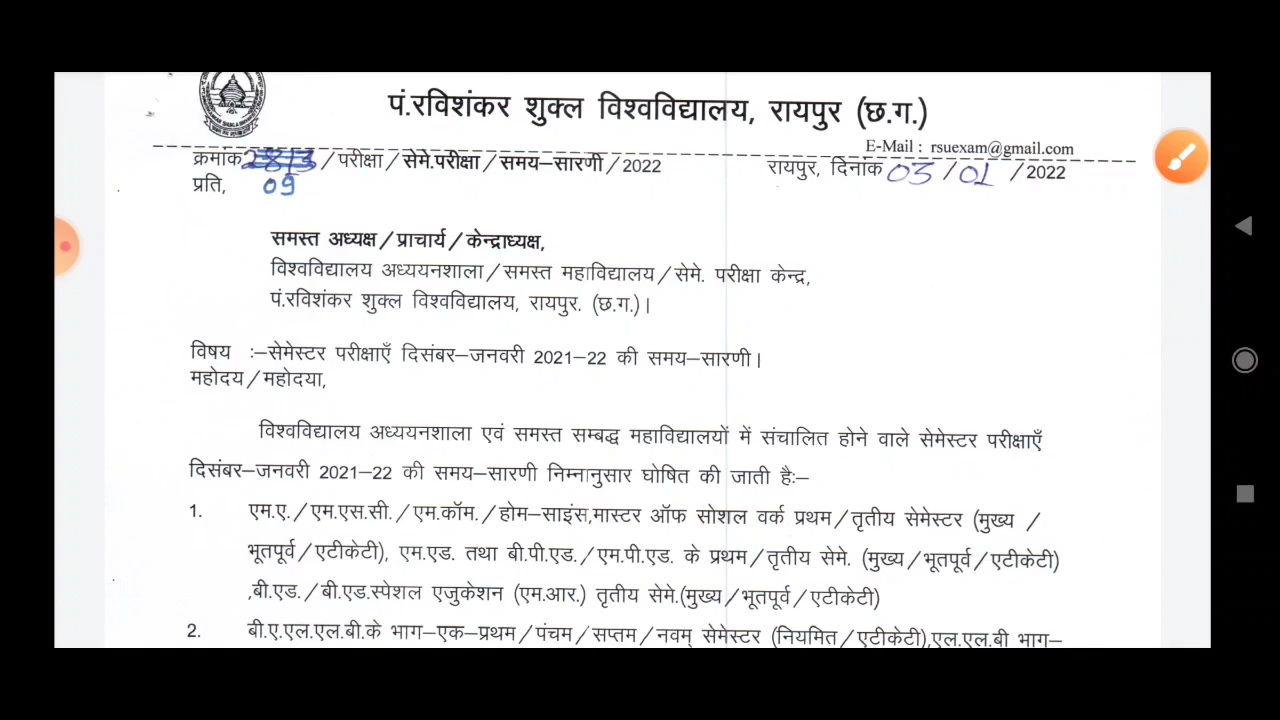 पं.रविशंकर शुक्ल विश्वविद्यालय, रायपुर (छ.ग.)
E-Mail : rsuexam@gmail.com
क्रमांक /परीक्षा/सेमे.परीक्षा/समय–सारणी/2022 रायपुर, दिनांक 03/01/2022
प्रति, 09
समस्त अध्यक्ष/प्राचार्य/केन्द्राध्यक्ष,
विश्वविद्यालय अध्ययनशाला/समस्त महाविद्यालय/सेमे. परीक्षा केन्द्र,
पं.रविशंकर शुक्ल विश्वविद्यालय, रायपुर. (छ.ग.)।
विषय :–सेमेस्टर परीक्षाएँ दिसंबर–जनवरी 2021–22 की समय–सारणी।
महोदय/महोदया,
विश्वविद्यालय अध्ययनशाला एवं समस्त सम्बद्ध महाविद्यालयों में संचालित होने वाले सेमेस्टर परीक्षाएँ
दिसंबर–जनवरी 2021–22 की समय–सारणी निम्नानुसार घोषित की जाती है:–
1. एम.ए./एम.एस.सी./एम.कॉम./होम–साइंस,मास्टर ऑफ सोशल वर्क प्रथम/तृतीय सेमेस्टर (मुख्य /
भूतपूर्व/एटीकेटी), एम.एड. तथा बी.पी.एड./एम.पी.एड. के प्रथम/तृतीय सेमे. (मुख्य/भूतपूर्व/एटीकेटी)
,बी.एड./बी.एड.स्पेशल एजुकेशन (एम.आर.) तृतीय सेमे.(मुख्य/भूतपूर्व/एटीकेटी)
2. बी.ए.एल.एल.बी.के भाग–एक–प्रथम/पंचम/सप्तम/नवम् सेमेस्टर (नियमित/एटीकेटी),एल.एल.बी भाग–